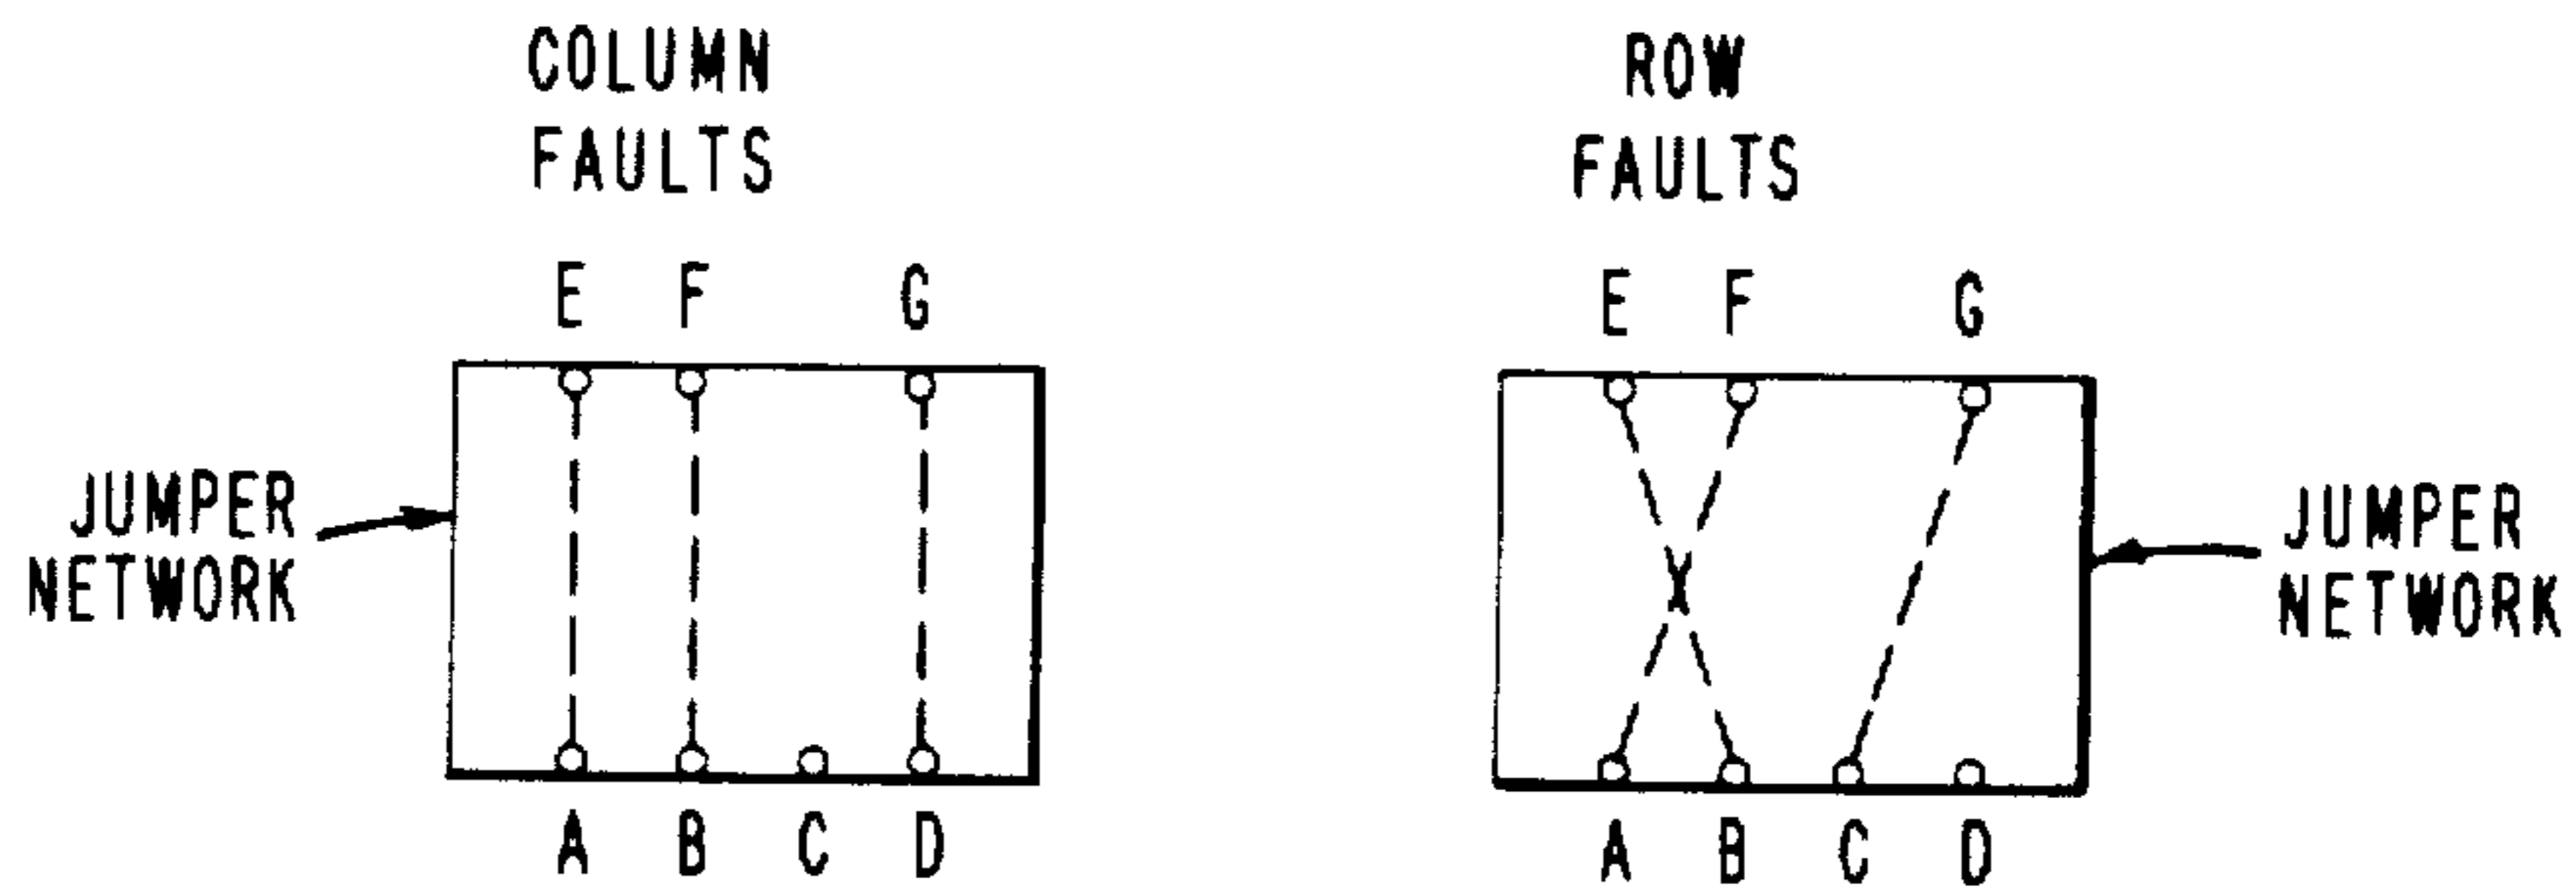 COLUMN
FAULTS
E F G
JUMPER
NETWORK
A B C D
ROW
FAULTS
E F G
JUMPER
NETWORK
A B C D